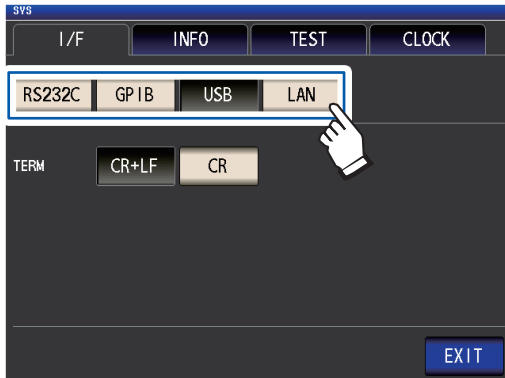 SYS
I/F INFO TEST CLOCK
RS232C GPIB USB LAN
TERM CR+LF CR
EXIT